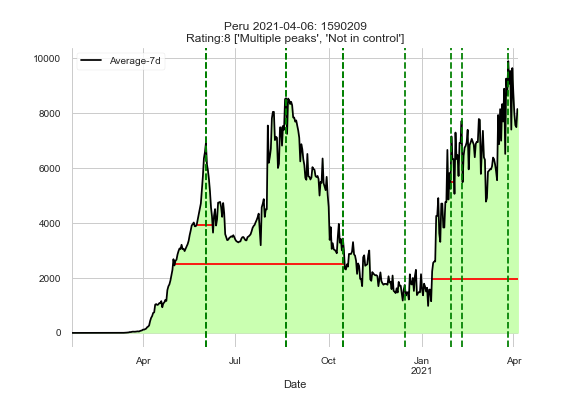 Peru 2021-04-06: 1590209
Rating:8 ['Multiple peaks', 'Not in control']
Average-7d
10000
8000
6000
4000
2000
0
Apr
Jul
Oct
Jan
2021
Apr
Date